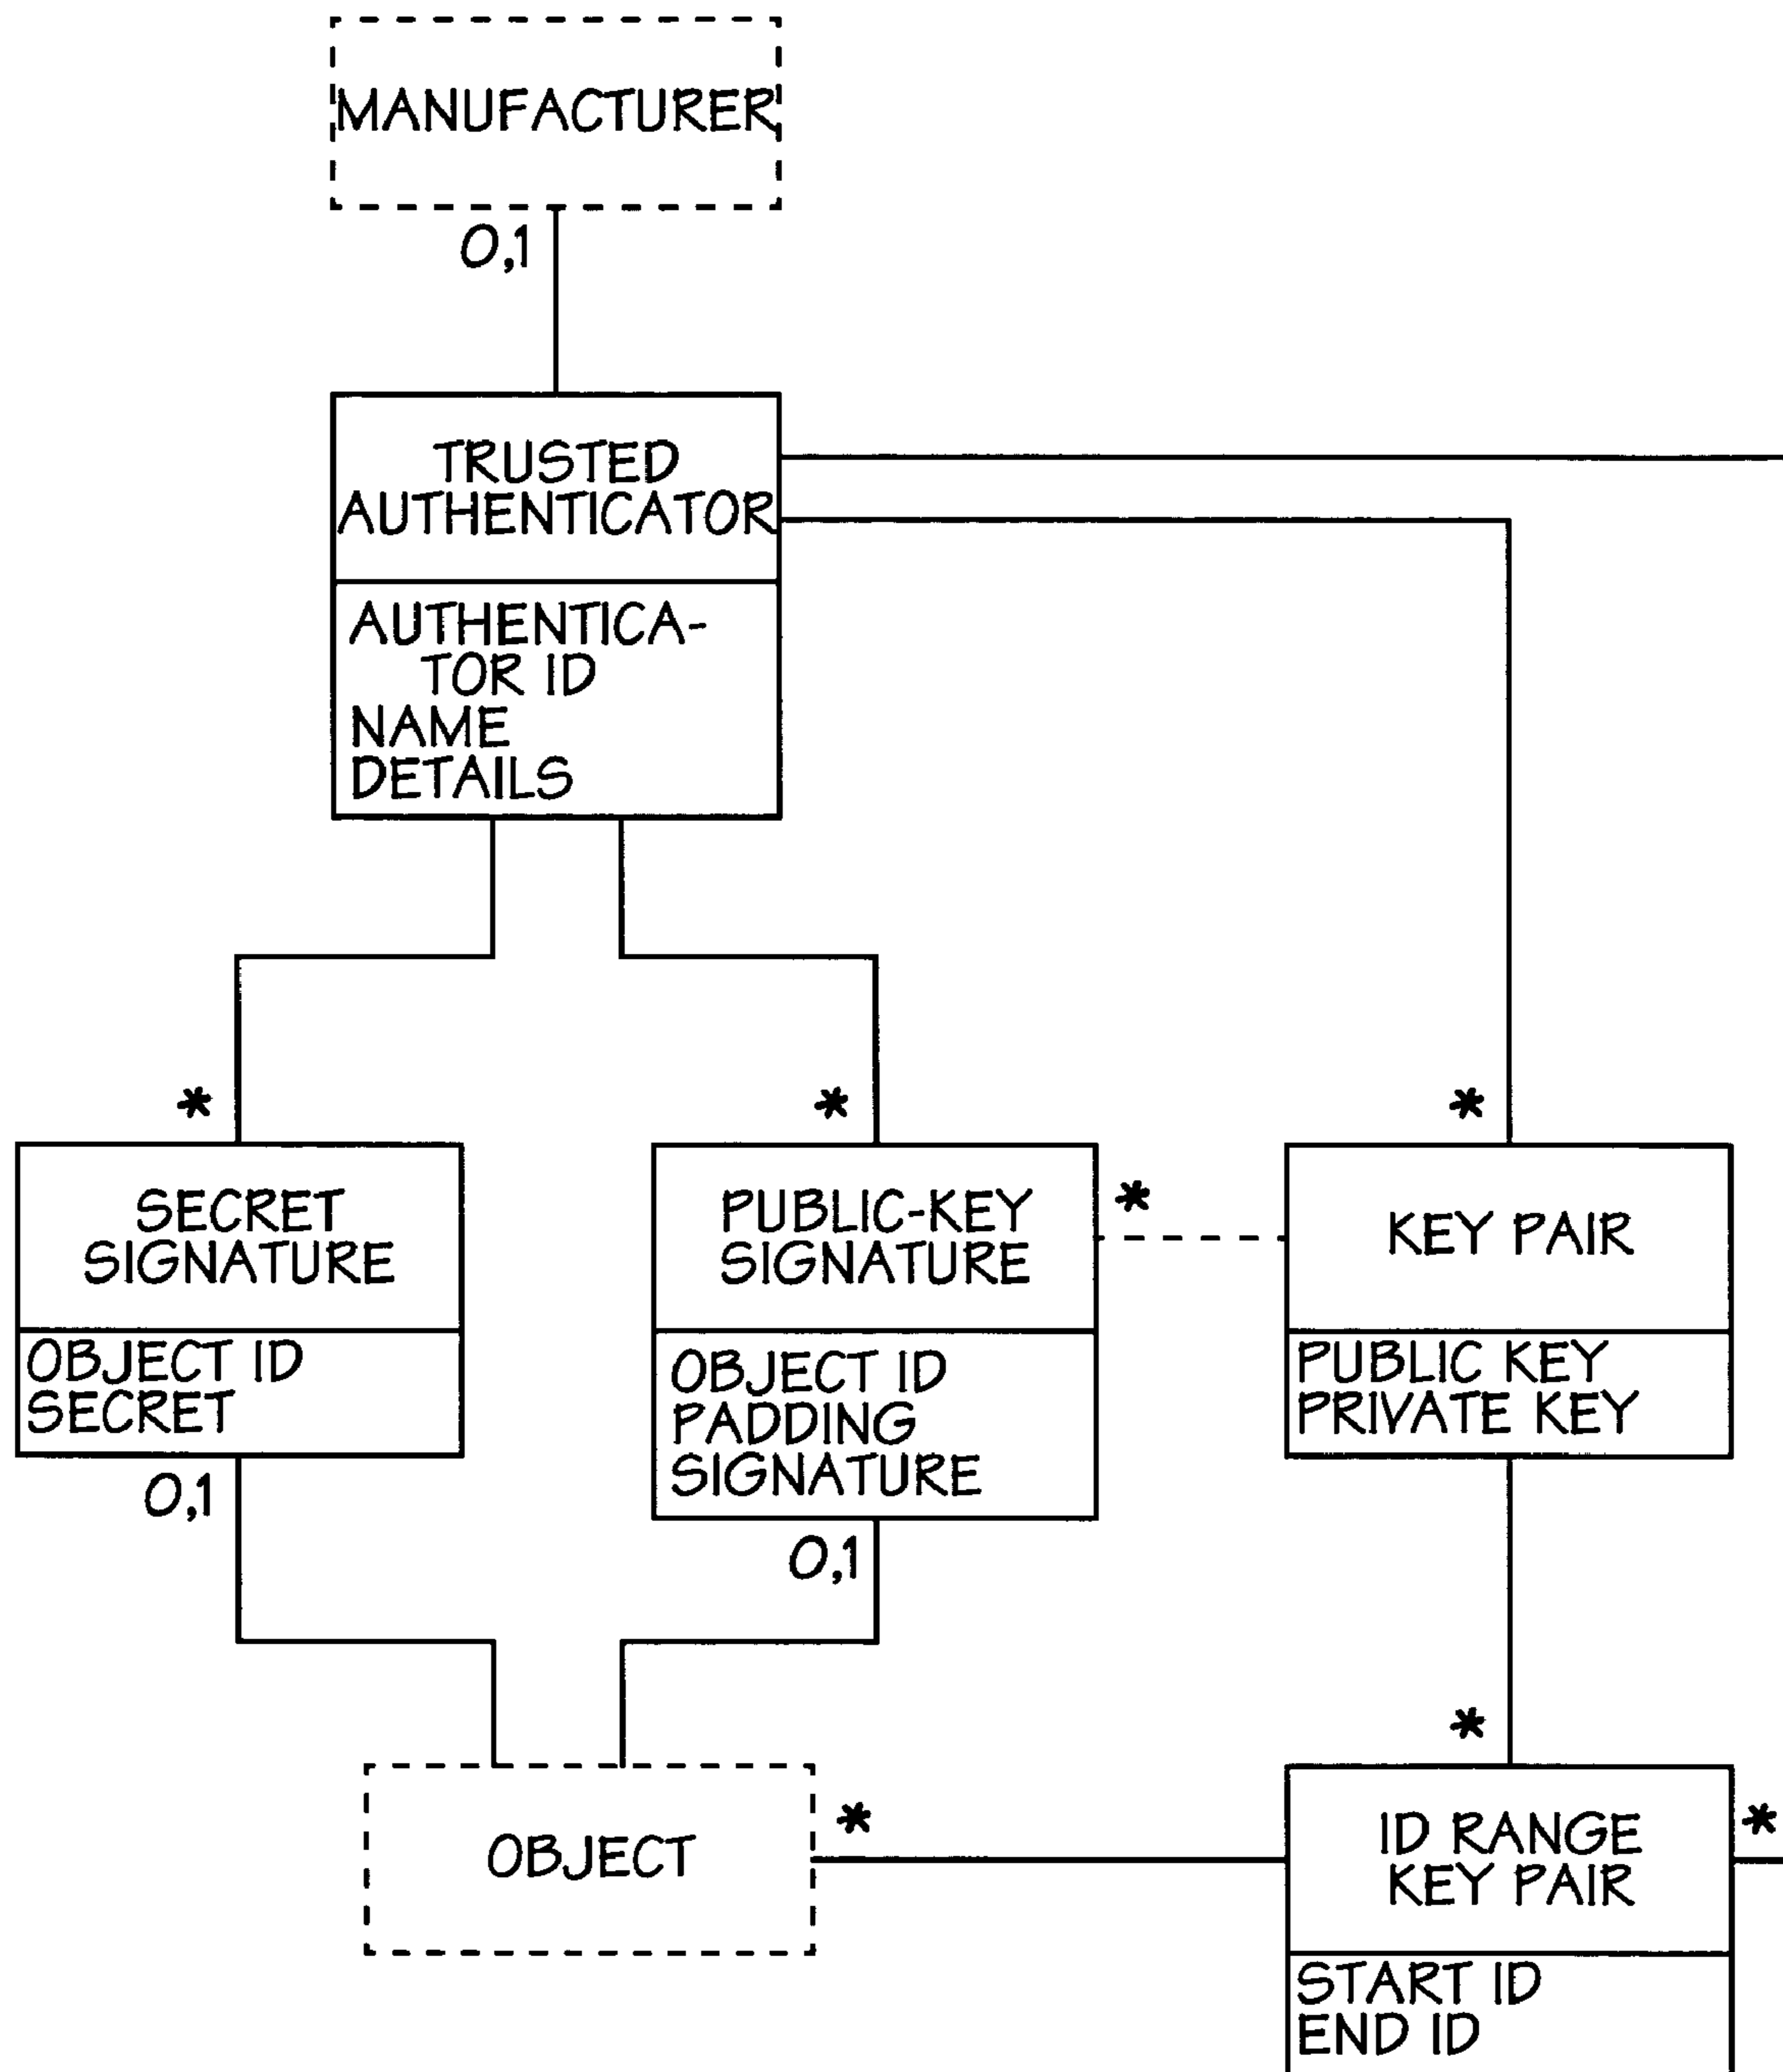 MANUFACTURER
0,1
TRUSTED
AUTHENTICATOR
AUTHENTICA-
TOR ID
NAME
DETAILS
*
*
*
SECRET
SIGNATURE
OBJECT ID
SECRET
0,1
PUBLIC-KEY
SIGNATURE
*
OBJECT ID
PADDING
SIGNATURE
0,1
KEY PAIR
PUBLIC KEY
PRIVATE KEY
*
OBJECT
*
ID RANGE
KEY PAIR
*
START ID
END ID